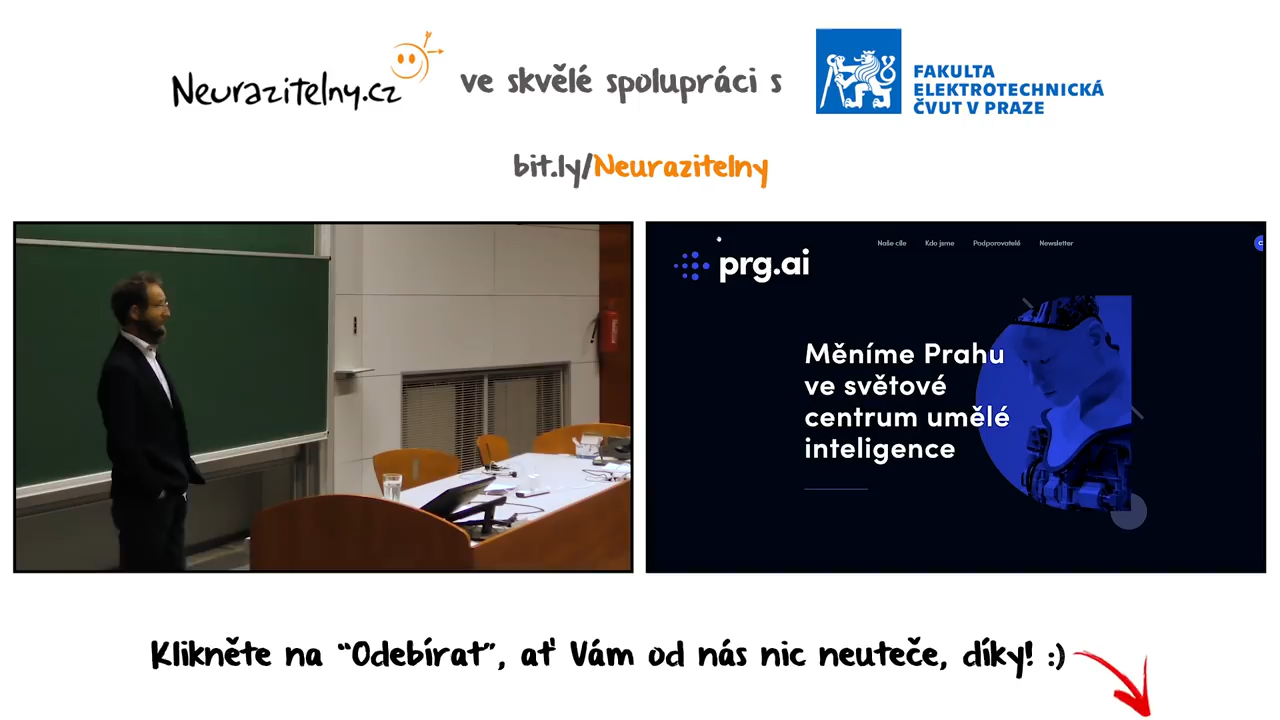 Neurazitelny.cz
ve skvělé spolupráci s
FAKULTA
ELEKTROTECHNICKÁ
ČVUT V PRAZE
bit.ly/Neurazitelny
Naše cíle Kdo jsme Podporovatelé Newsletter
prg.ai
Měníme Prahu
ve světové
centrum umělé
inteligence
Klikněte na “Odebírat”, ať Vám od nás nic neuteče, díky! :)